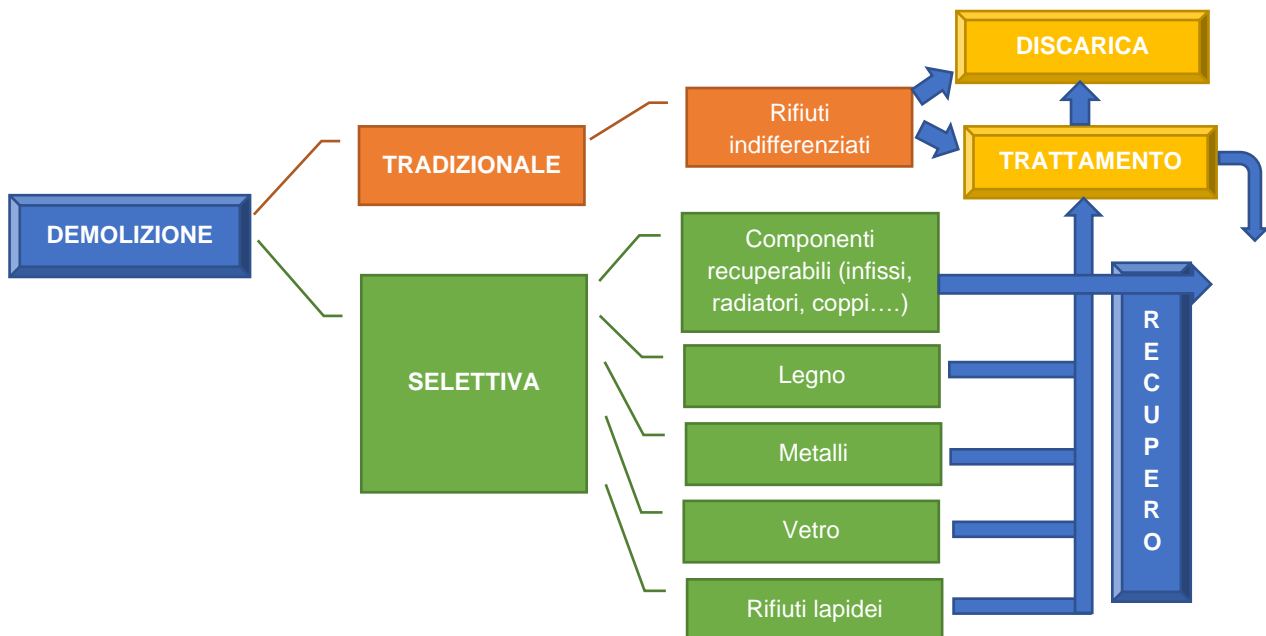 DISCARICA
Rifiuti
indifferenziati
TRADIZIONALE
TRATTAMENTO
DEMOLIZIONE
Componenti
recuperabili (infissi,
radiatori, coppi....)
SELETTIVA
Legno
Metalli
Vetro
Rifiuti lapidei
R
E
C
U
P
E
R
O